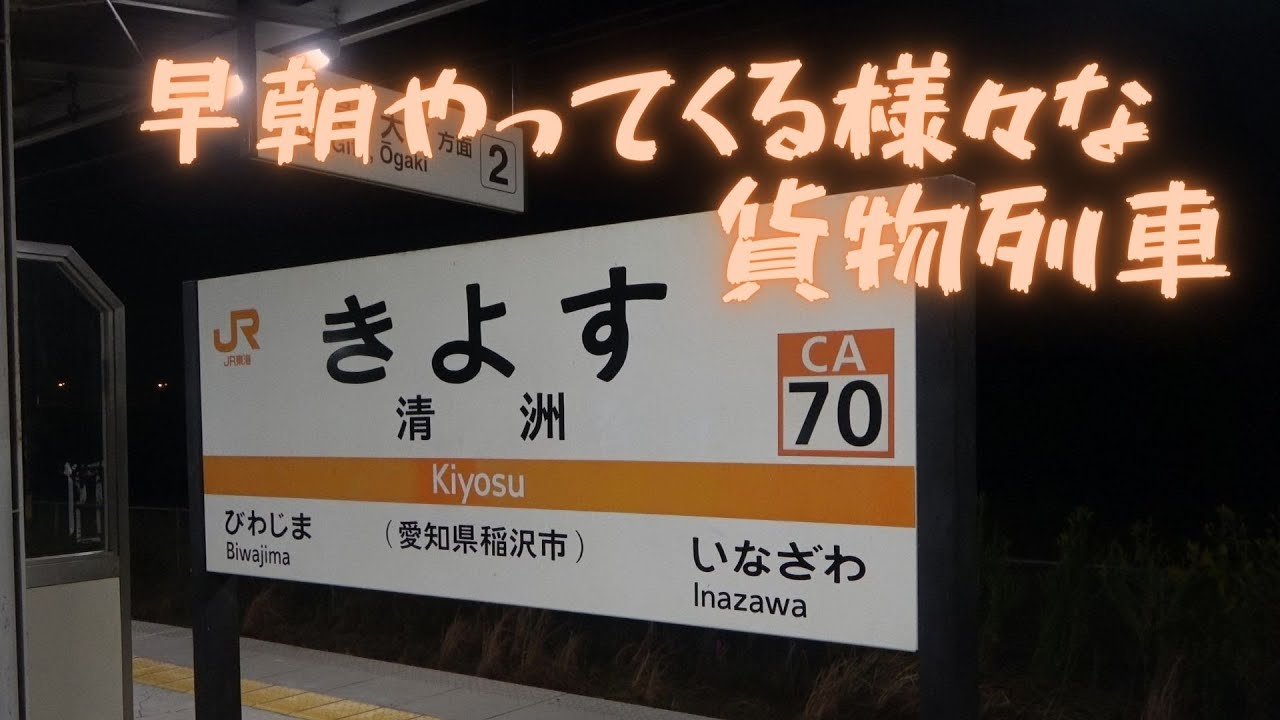 早朝やってくる様々な
貨物列車
大
方面
2
Ōgaki
JR
JR東海
きよす
清洲
CA
70
Kiyosu
びわじま
Biwajima
(愛知県稲沢市)
いなざわ
Inazawa